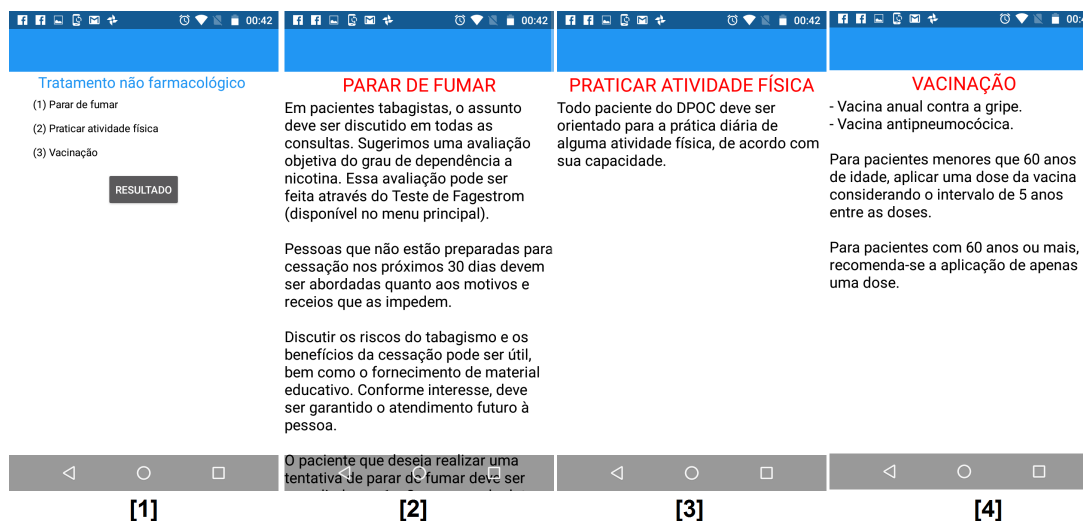 00:42
Tratamento não farmacológico
(1) Parar de fumar
(2) Praticar atividade física
(3) Vacinação
RESULTADO
[1]
00:42
PARAR DE FUMAR
Em pacientes tabagistas, o assunto
deve ser discutido em todas as
consultas. Sugerimos uma avaliação
objetiva do grau de dependência a
nicotina. Essa avaliação pode ser
feita através do Teste de Fagestrom
(disponível no menu principal).
Pessoas que não estão preparadas para
cessação nos próximos 30 dias devem
ser abordadas quanto aos motivos e
receios que as impedem.
Discutir os riscos do tabagismo e os
benefícios da cessação pode ser útil,
bem como o fornecimento de material
educativo. Conforme interesse, deve
ser garantido o atendimento futuro à
pessoa.
O paciente que deseja realizar uma
tentativa de parar de fumar deve ser
[2]
00:42
PRATICAR ATIVIDADE FÍSICA
Todo paciente do DPOC deve ser
orientado para a prática diária de
alguma atividade física, de acordo com
sua capacidade.
[3]
00:4
VACINAÇÃO
- Vacina anual contra a gripe.
- Vacina antipneumocócica.
Para pacientes menores que 60 anos
de idade, aplicar uma dose da vacina
considerando o intervalo de 5 anos
entre as doses.
Para pacientes com 60 anos ou mais,
recomenda-se a aplicação de apenas
uma dose.
[4]